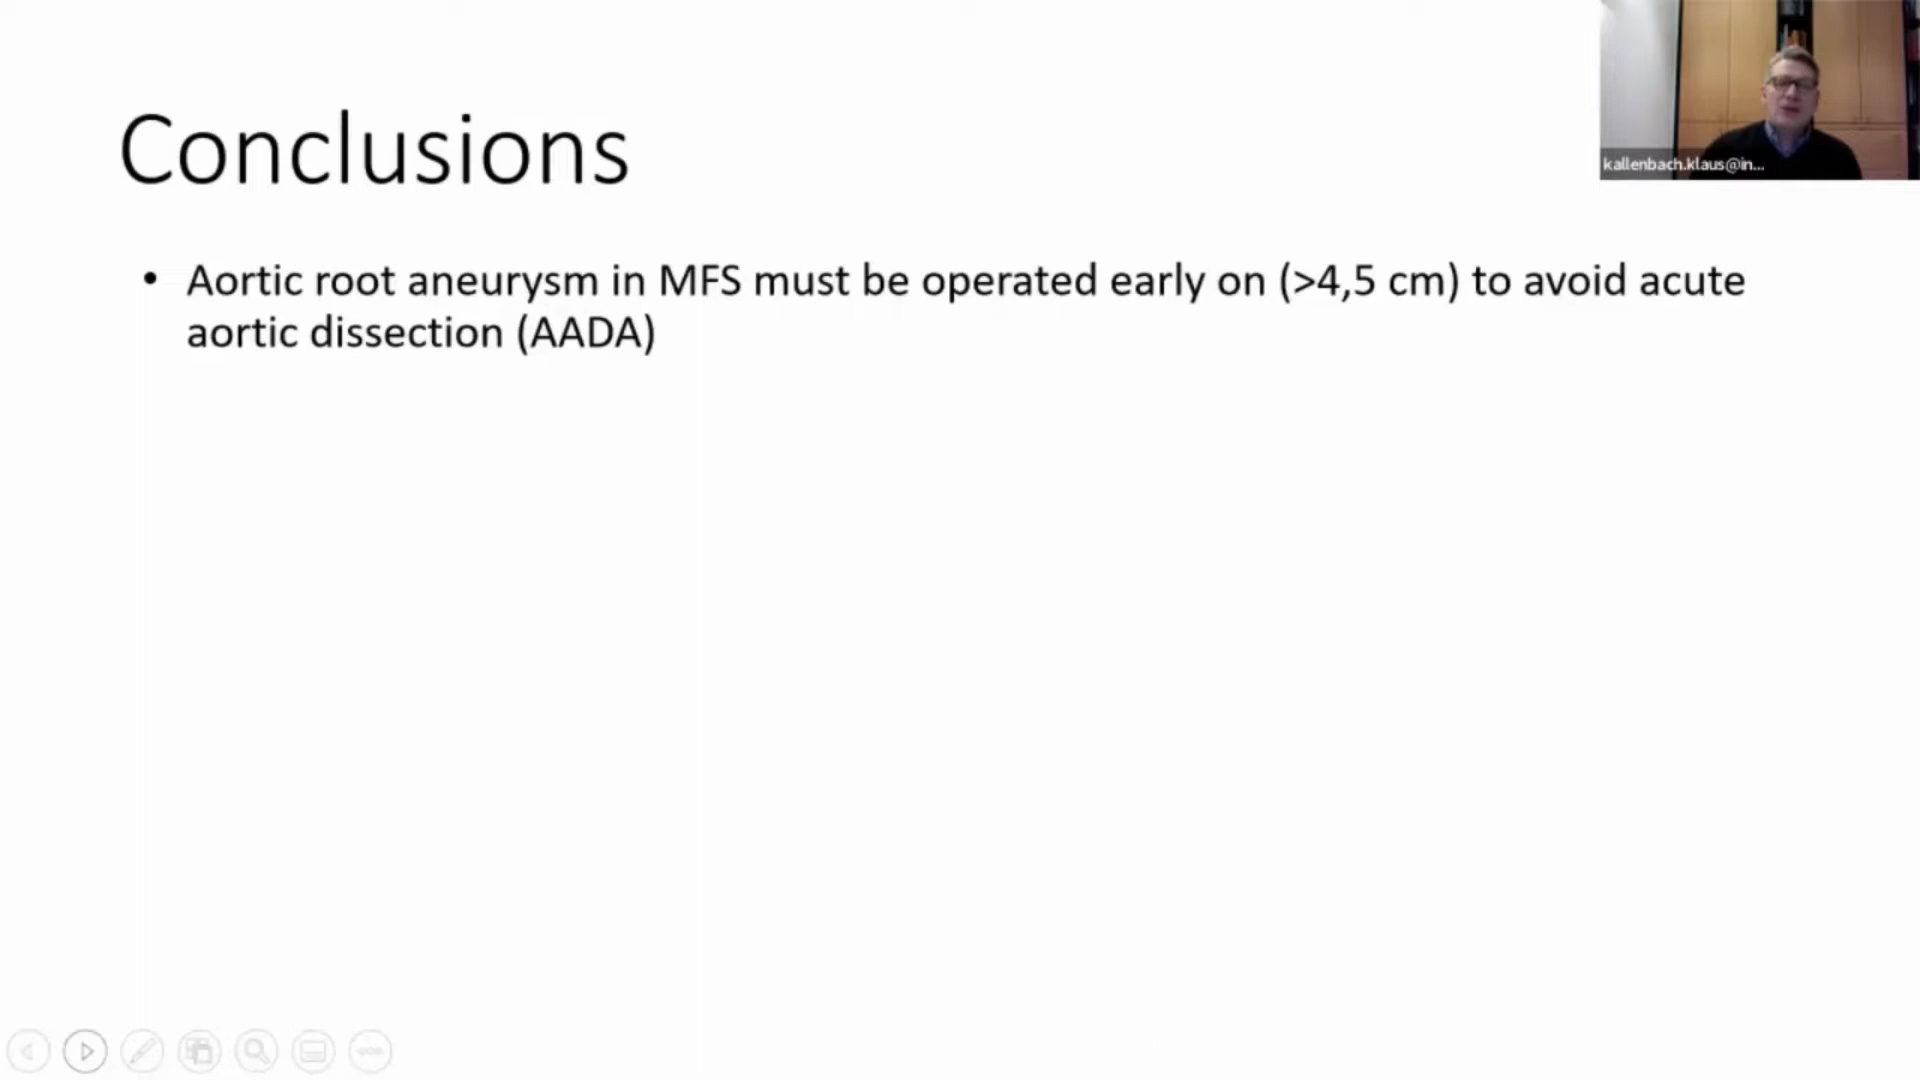 kallenbach.klaus@in...
Conclusions
• Aortic root aneurysm in MFS must be operated early on (>4,5 cm) to avoid acute
aortic dissection (AADA)